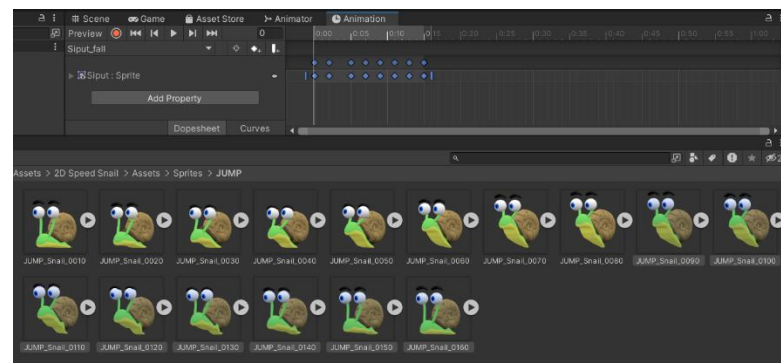 Scene Game Asset Store Animator Animation
Preview 0 0:00 0:05 0:10 0:15 0:20 0:25 0:30 0:35 0:40 0:45 0:50 0:55 1:00
Siput_fall
Siput : Sprite
Add Property
Dopesheet Curves
Assets > 2D Speed Snail > Assets > Sprites > JUMP
JUMP_Snail_0010 JUMP_Snail_0020 JUMP_Snail_0030 JUMP_Snail_0040 JUMP_Snail_0050 JUMP_Snail_0060 JUMP_Snail_0070 JUMP_Snail_0080 JUMP_Snail_0090 JUMP_Snail_0100
JUMP_Snail_0110 JUMP_Snail_0120 JUMP_Snail_0130 JUMP_Snail_0140 JUMP_Snail_0150 JUMP_Snail_0160